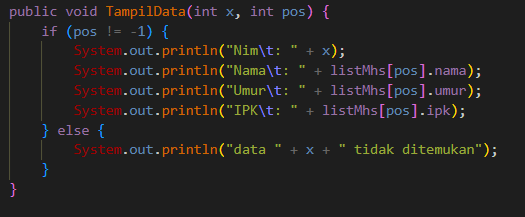 public void TampilData(int x, int pos) {
    if (pos != -1) {
        System.out.println("Nim\t: " + x);
        System.out.println("Nama\t: " + listMhs[pos].nama);
        System.out.println("Umur\t: " + listMhs[pos].umur);
        System.out.println("IPK\t: " + listMhs[pos].ipk);
    } else {
        System.out.println("data " + x + " tidak ditemukan");
    }
}